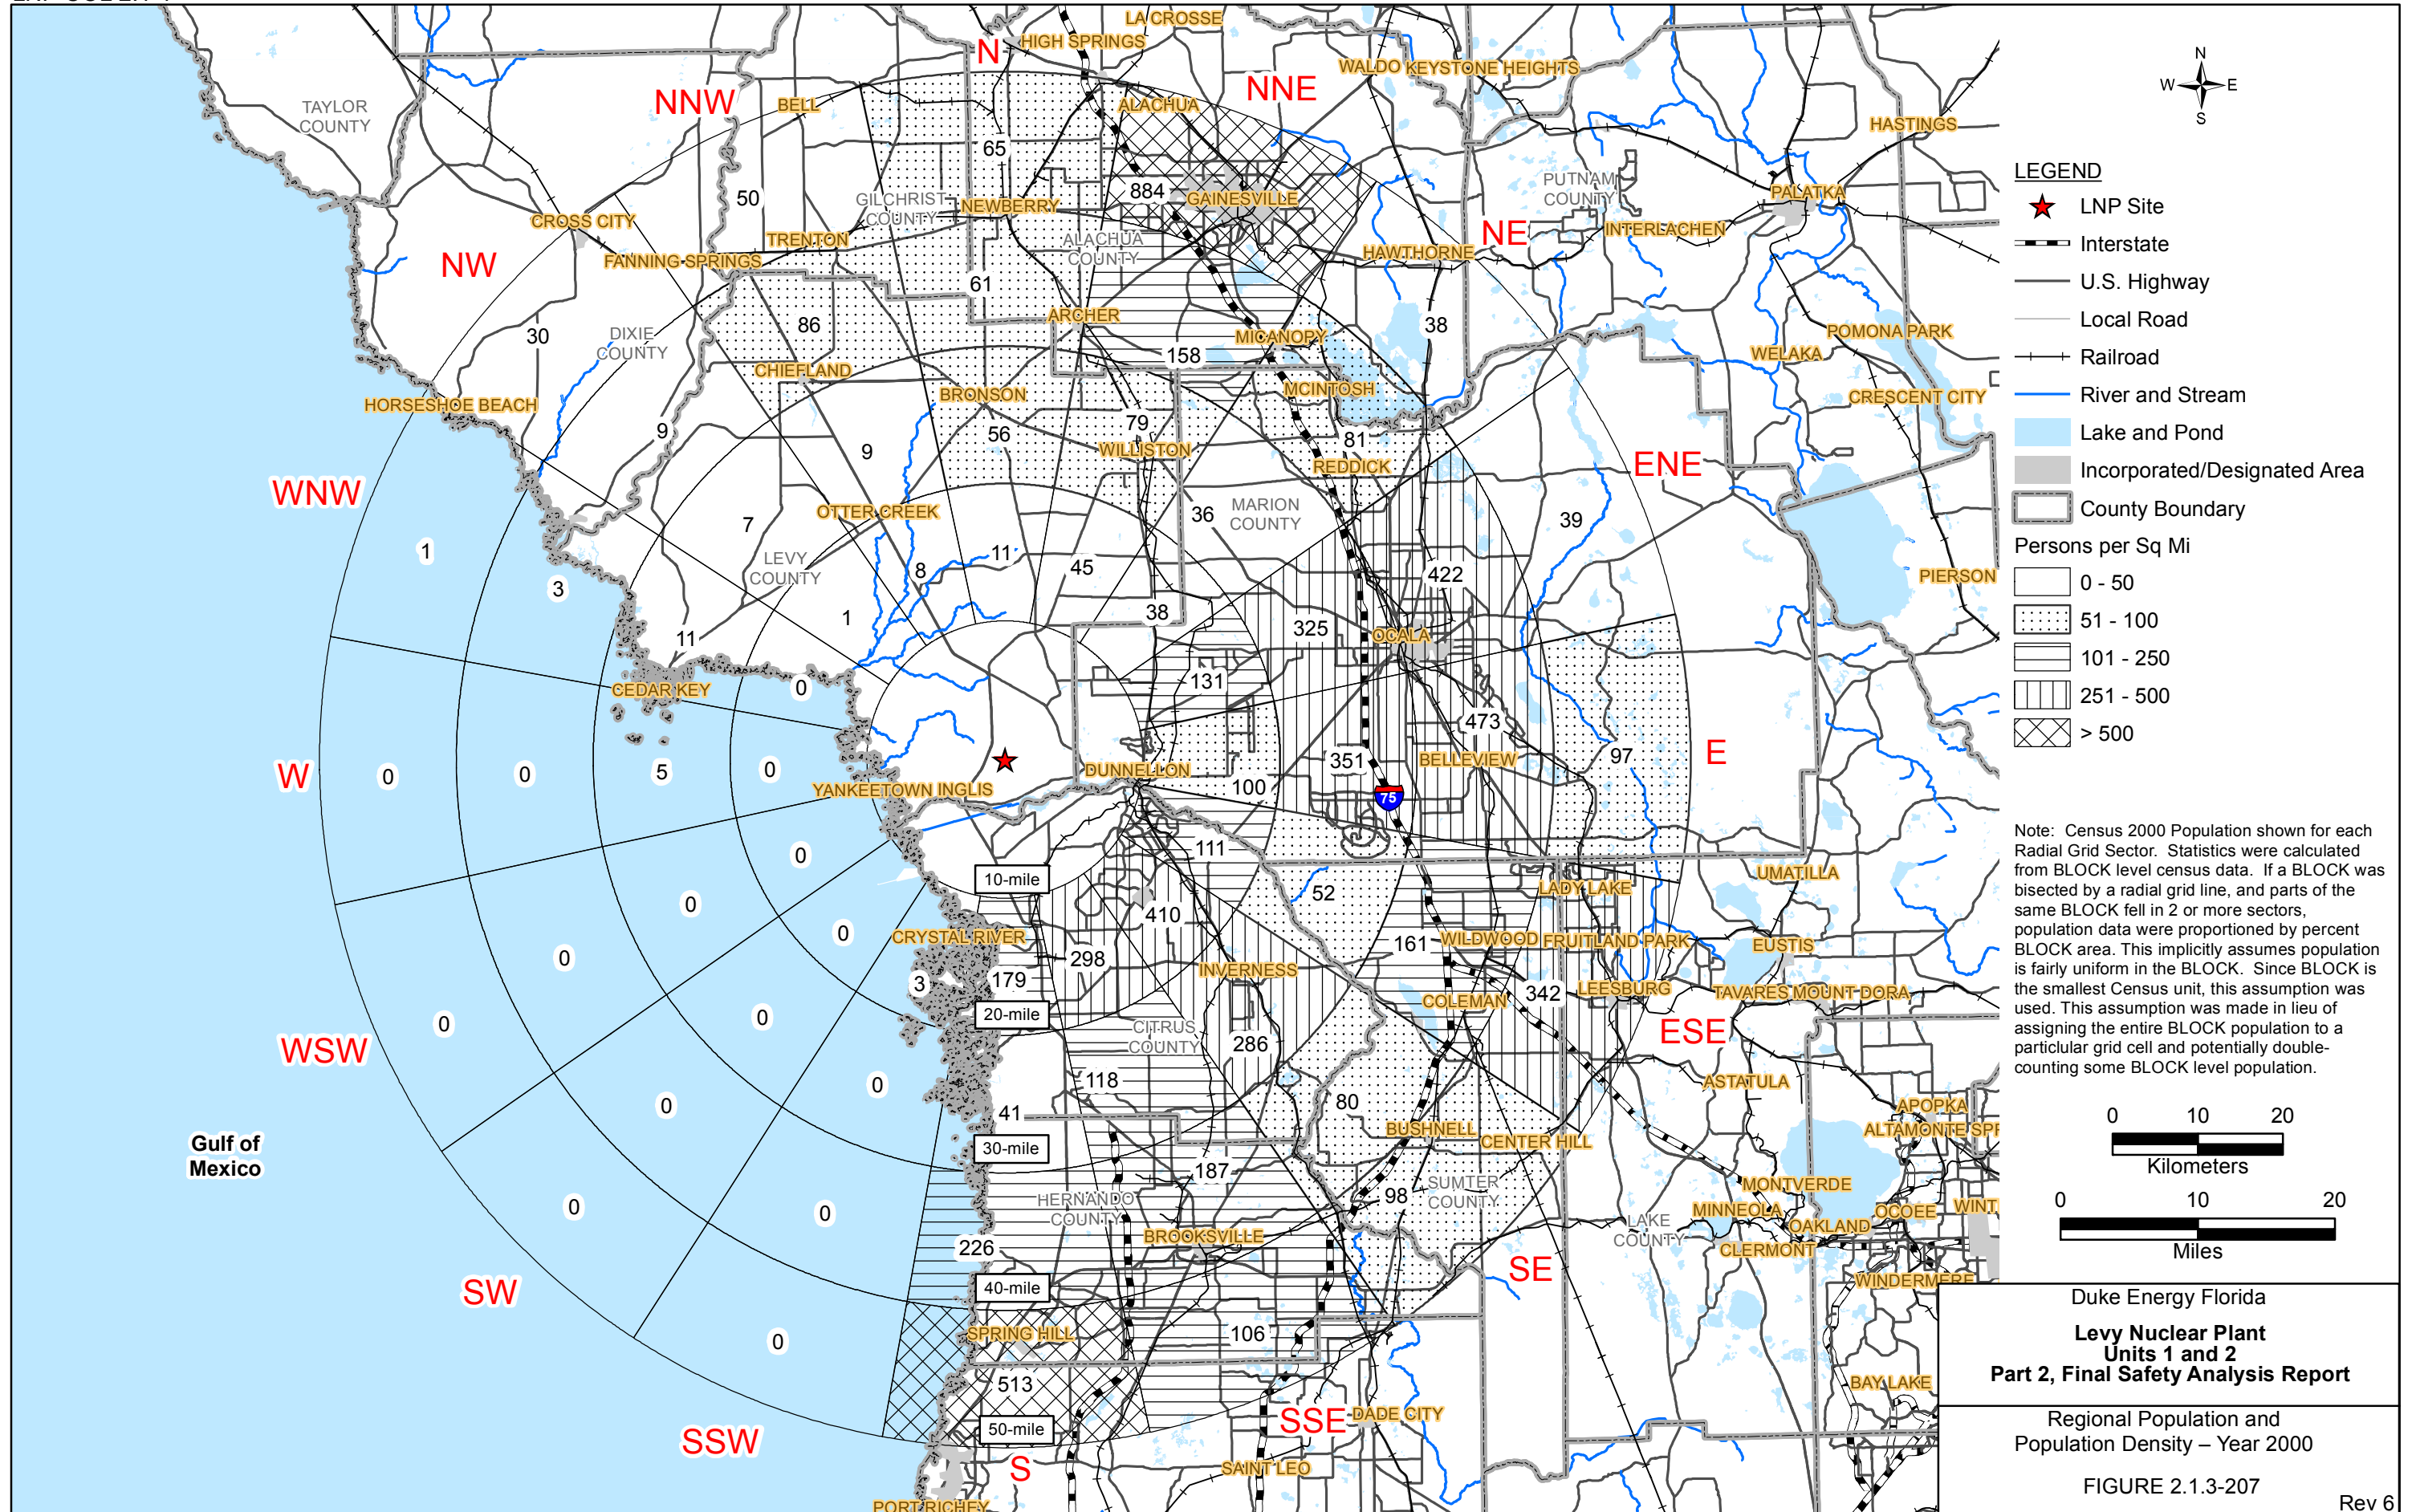 LA CROSSE
N
HIGH SPRINGS
WALDO
KEYSTONE HEIGHTS
NNW
BELL
NNE
ALACHUA
TAYLOR
COUNTY
HASTINGS
65
50
GILCHRIST
COUNTY
NEWBERRY
884
GAINESVILLE
PUTNAM
COUNTY
PALATKA
CROSS CITY
INTERLACHEN
NE
TRENTON
ALACHUA
COUNTY
HAWTHORNE
FANNING SPRINGS
NW
61
ARCHER
86
38
30
DIXIE
COUNTY
MICANOPY
POMONA PARK
158
WELAKA
CHIEFLAND
MCINTOSH
BRONSON
CRESCENT CITY
HORSESHOE BEACH
79
9
56
81
9
WILLISTON
REDDICK
ENE
WNW
OTTER CREEK
36
MARION
COUNTY
39
7
1
11
LEVY
COUNTY
8
45
422
PIERSON
3
1
38
325
OCALA
11
131
CEDAR KEY
0
473
W
0
0
5
0
351
BELLEVIEW
97
E
DUNNELLON
YANKEETOWN
INGLIS
100
75
0
111
10-mile
UMATILLA
0
52
LADY LAKE
410
0
CRYSTAL RIVER
161
WILDWOOD
FRUITLAND PARK
EUSTIS
0
298
INVERNESS
3
179
342
LEESBURG
TAVARES
MOUNT DORA
COLEMAN
0
0
20-mile
CITRUS
COUNTY
ESE
WSW
286
0
118
ASTATULA
0
41
80
APOPKA
BUSHNELL
CENTER HILL
ALTAMONTE SPR
Gulf of
Mexico
30-mile
187
SUMTER
COUNTY
MONTVERDE
0
0
HERNANDO
COUNTY
98
MINNEOLA
OCOEE
WINT
OAKLAND
LAKE
COUNTY
BROOKSVILLE
226
CLERMONT
SE
SW
40-mile
WINDERMERE
0
SPRING HILL
106
513
BAY LAKE
50-mile
SSE
DADE CITY
SSW
S
SAINT LEO
PORT RICHEY
N
W
E
S
LEGEND
LNP Site
Interstate
U.S. Highway
Local Road
Railroad
River and Stream
Lake and Pond
Incorporated/Designated Area
County Boundary
Persons per Sq Mi
0 - 50
51 - 100
101 - 250
251 - 500
> 500
Note: Census 2000 Population shown for each
Radial Grid Sector. Statistics were calculated
from BLOCK level census data. If a BLOCK was
bisected by a radial grid line, and parts of the
same BLOCK fell in 2 or more sectors,
population data were proportioned by percent
BLOCK area. This implicitly assumes population
is fairly uniform in the BLOCK. Since BLOCK is
the smallest Census unit, this assumption was
used. This assumption was made in lieu of
assigning the entire BLOCK population to a
particlular grid cell and potentially double-
counting some BLOCK level population.
0 10 20
Kilometers
0 10 20
Miles
Duke Energy Florida
Levy Nuclear Plant
Units 1 and 2
Part 2, Final Safety Analysis Report
Regional Population and
Population Density – Year 2000
FIGURE 2.1.3-207
Rev 6